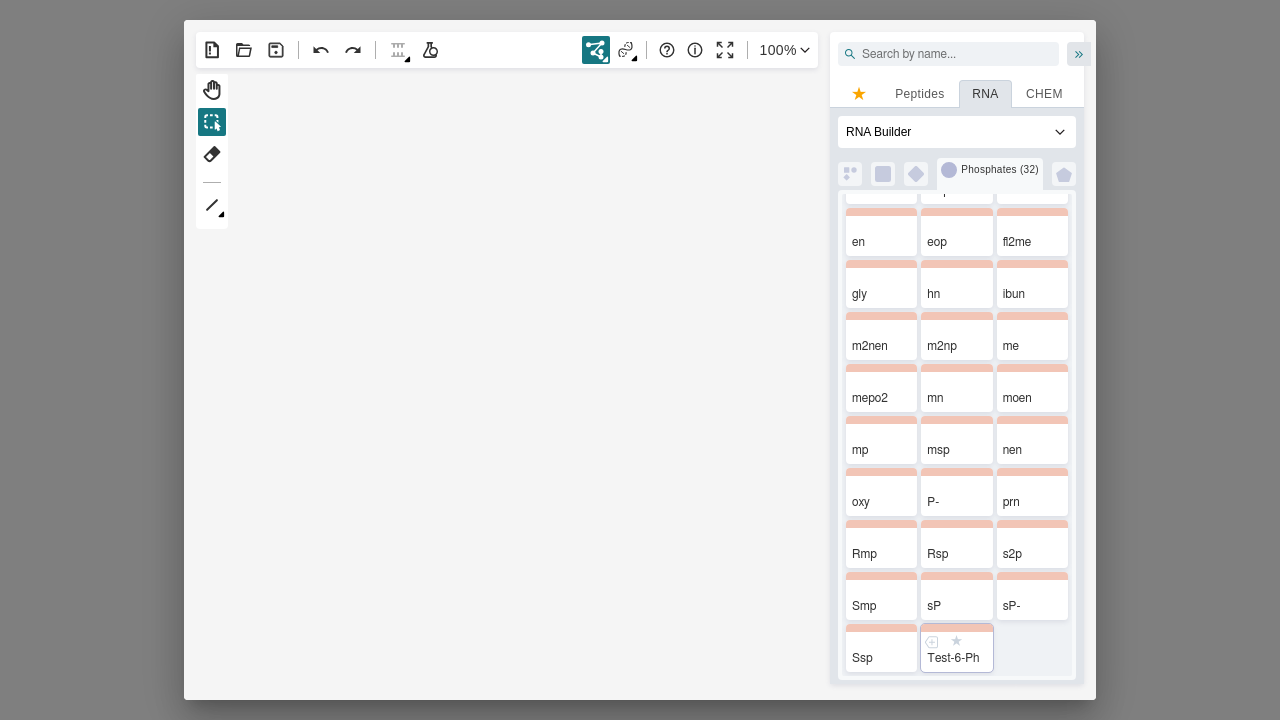 100%
Search by name...
»
Peptides RNA CHEM
RNA Builder
Phosphates (32)
en eop fl2me
gly hn ibun
m2nen m2np me
mepo2 mn moen
mp msp nen
oxy P- prn
Rmp Rsp s2p
Smp sP sP-
Ssp Test-6-Ph